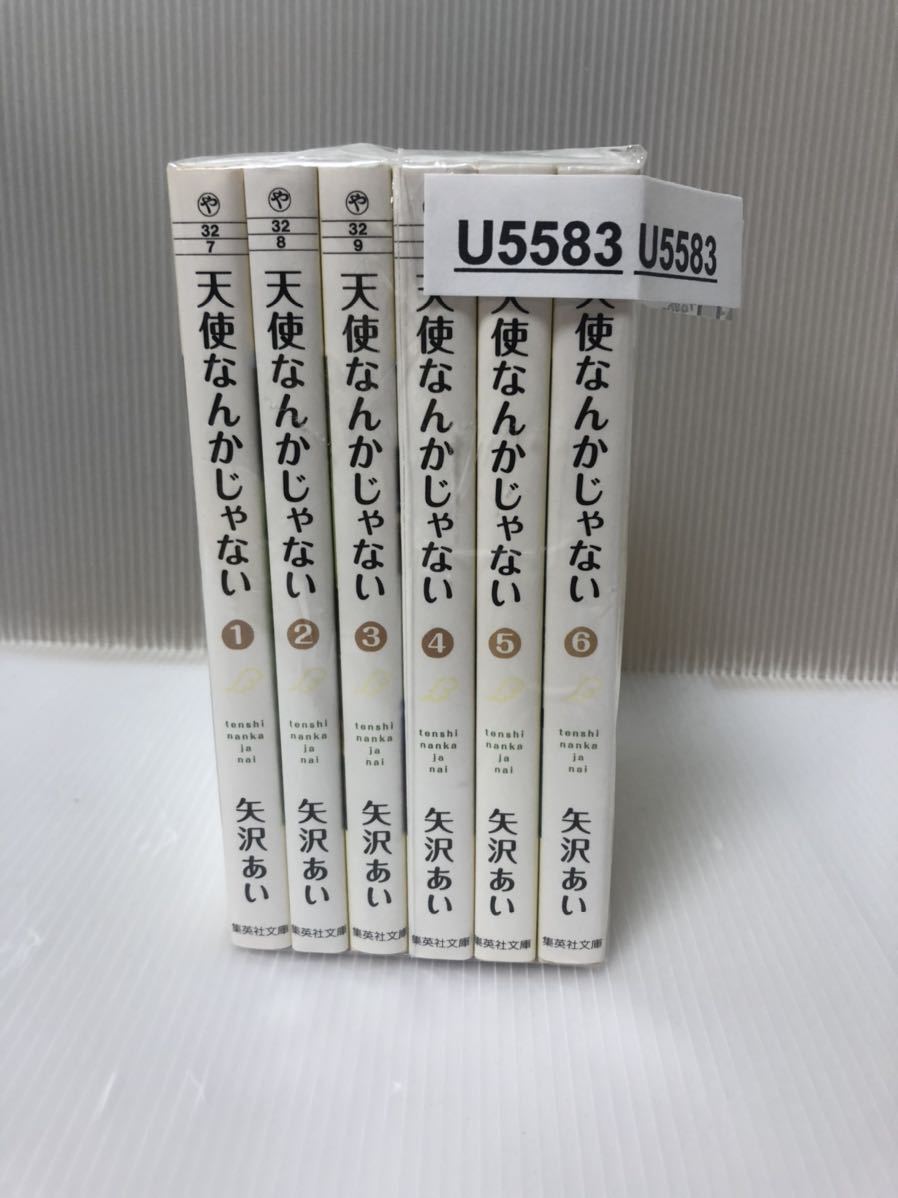 や
32
7
天使なんかじゃない
1
tenshi
nanka
ja
nai
矢沢あい
集英社文庫
や
32
8
天使なんかじゃない
2
tenshi
nanka
ja
nai
矢沢あい
集英社文庫
や
32
9
天使なんかじゃない
3
tenshi
nanka
ja
nai
矢沢あい
集英社文庫
天使なんかじゃない
4
tenshi
nanka
ja
nai
矢沢あい
集英社文庫
天使なんかじゃない
5
tenshi
nanka
ja
nai
矢沢あい
集英社文庫
天使なんかじゃない
6
tenshi
nanka
ja
nai
矢沢あい
集英社文庫
U5583
U5583